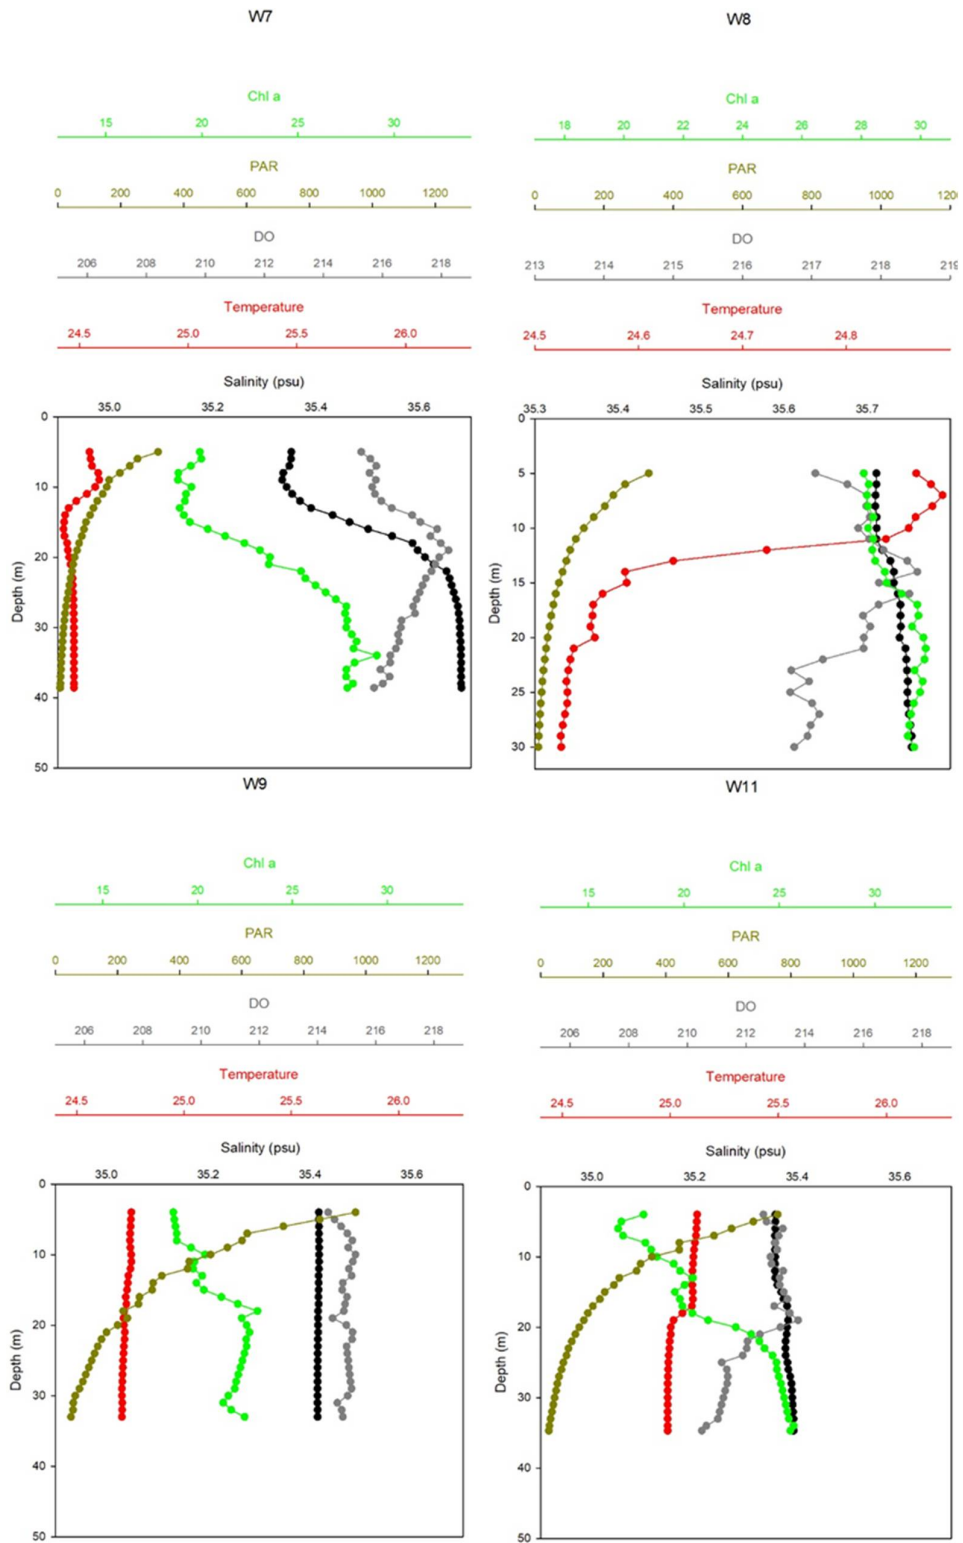 W7
Chl a
15 20 25 30
PAR
0 200 400 600 800 1000 1200
DO
206 208 210 212 214 216 218
Temperature
24.5 25.0 25.5 26.0
Salinity (psu)
35.0 35.2 35.4 35.6
0
10
20
30
40
50
Depth (m)
W8
Chl a
18 20 22 24 26 28 30
PAR
0 200 400 600 800 1000 120
DO
213 214 215 216 217 218 219
Temperature
24.5 24.6 24.7 24.8
Salinity (psu)
35.3 35.4 35.5 35.6 35.7
0
5
10
15
20
25
30
Depth (m)
W9
Chl a
15 20 25 30
PAR
0 200 400 600 800 1000 1200
DO
206 208 210 212 214 216 218
Temperature
24.5 25.0 25.5 26.0
Salinity (psu)
35.0 35.2 35.4 35.6
0
10
20
30
40
50
Depth (m)
W11
Chl a
15 20 25 30
PAR
0 200 400 600 800 1000 1200
DO
206 208 210 212 214 216 218
Temperature
24.5 25.0 25.5 26.0
Salinity (psu)
35.0 35.2 35.4 35.6
0
10
20
30
40
50
Depth (m)